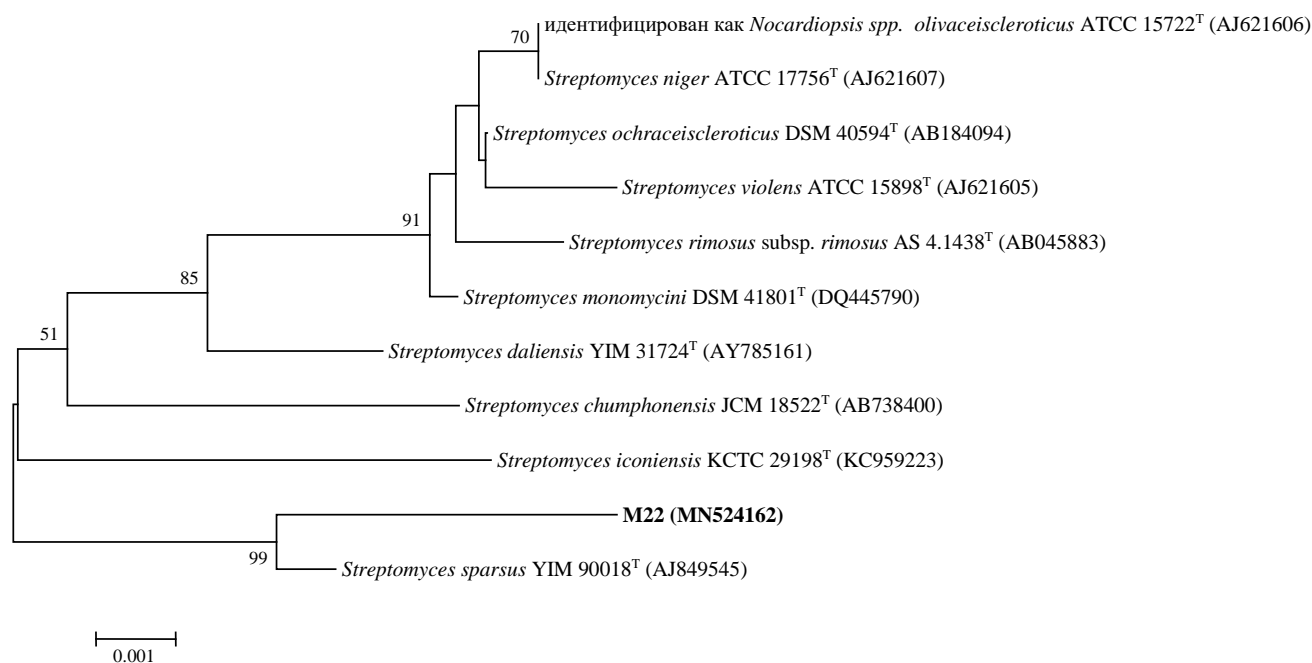 идентифицирован как Nocardiopsis spp. olivaceiscleroticus ATCC 15722ᵀ (AJ621606)
70
Streptomyces niger ATCC 17756ᵀ (AJ621607)
Streptomyces ochraceiscleroticus DSM 40594ᵀ (AB184094)
Streptomyces violens ATCC 15898ᵀ (AJ621605)
91
Streptomyces rimosus subsp. rimosus AS 4.1438ᵀ (AB045883)
85
Streptomyces monomycini DSM 41801ᵀ (DQ445790)
51
Streptomyces daliensis YIM 31724ᵀ (AY785161)
Streptomyces chumphonensis JCM 18522ᵀ (AB738400)
Streptomyces iconiensis KCTC 29198ᵀ (KC959223)
M22 (MN524162)
99
Streptomyces sparsus YIM 90018ᵀ (AJ849545)
0.001